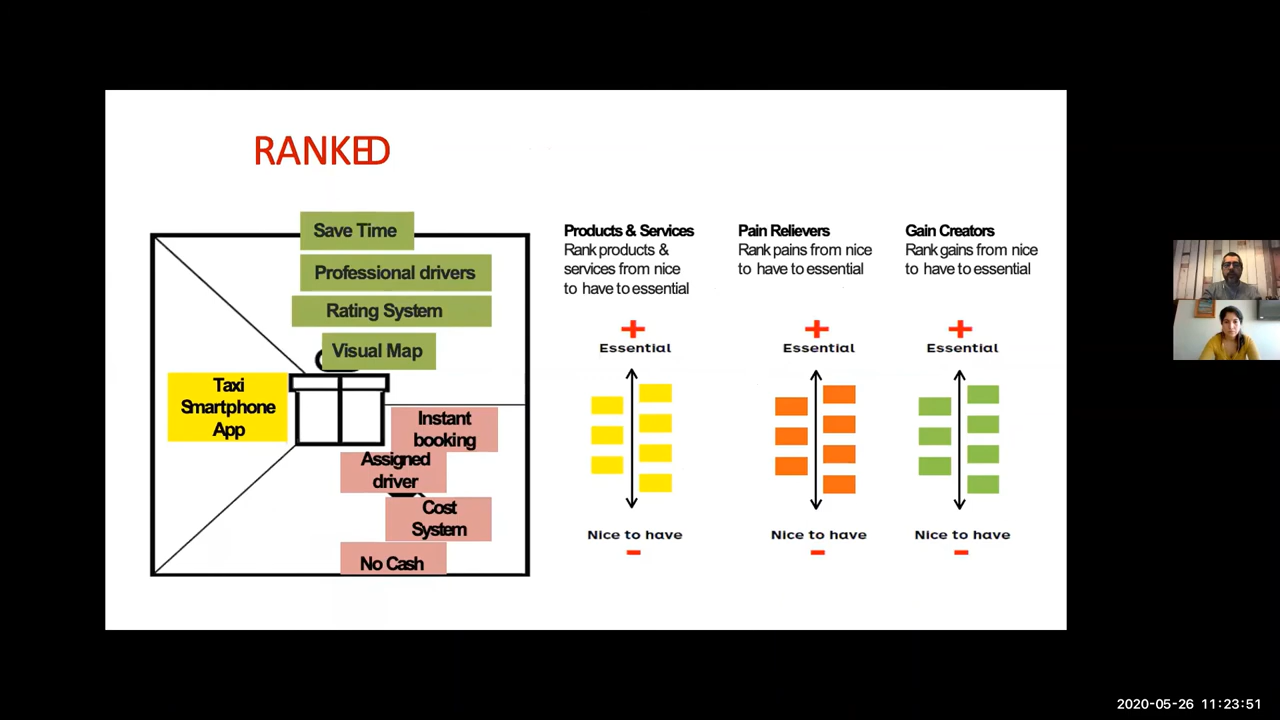 RANKED
Save Time
Professional drivers
Rating System
Visual Map
Taxi
Smartphone
App
Instant
booking
Assigned
driver
Cost
System
No Cash
Products & Services
Rank products &
services from nice
to have to essential
+
Essential
Nice to have
-
Pain Relievers
Rank pains from nice
to have to essential
+
Essential
Nice to have
-
Gain Creators
Rank gains from nice
to have to essential
+
Essential
Nice to have
-
2020-05-26 11:23:51